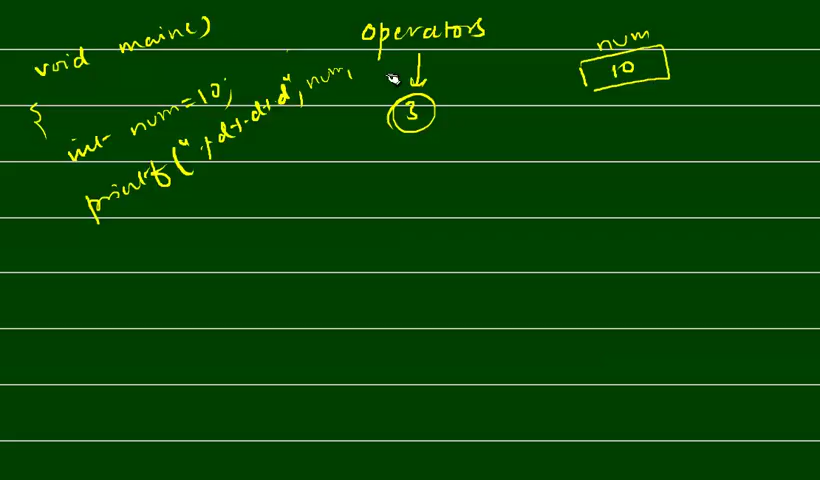 void main()
{
int num=10;
printf("%d%d%d", num,
operators
3
num
10